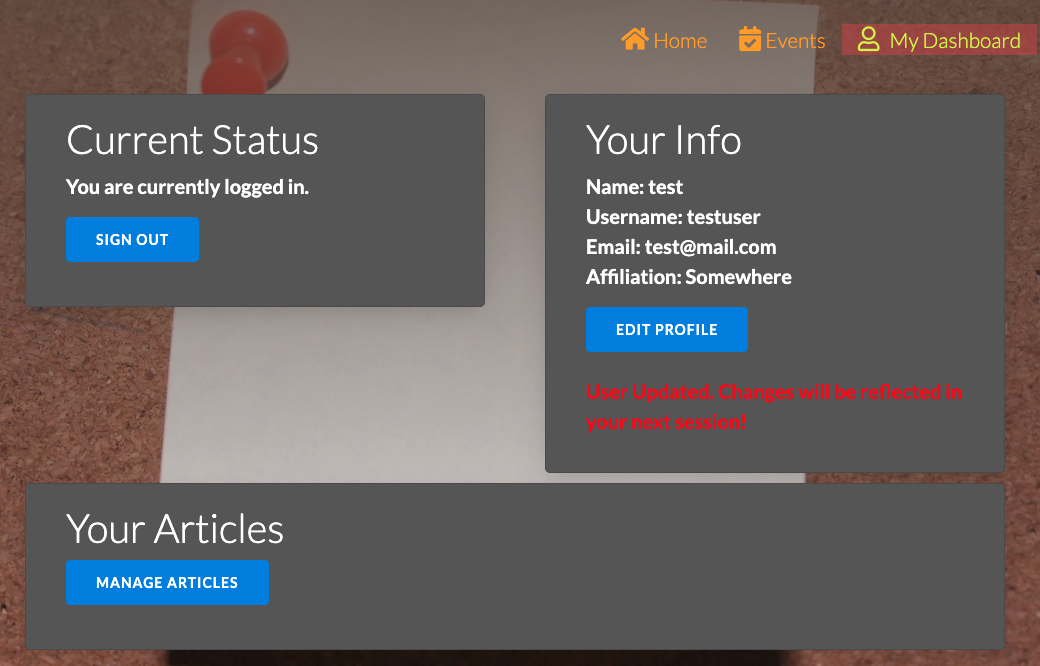 Home Events My Dashboard
Current Status
You are currently logged in.
SIGN OUT
Your Info
Name: test
Username: testuser
Email: test@mail.com
Affiliation: Somewhere
EDIT PROFILE
User Updated. Changes will be reflected in
your next session!
Your Articles
MANAGE ARTICLES